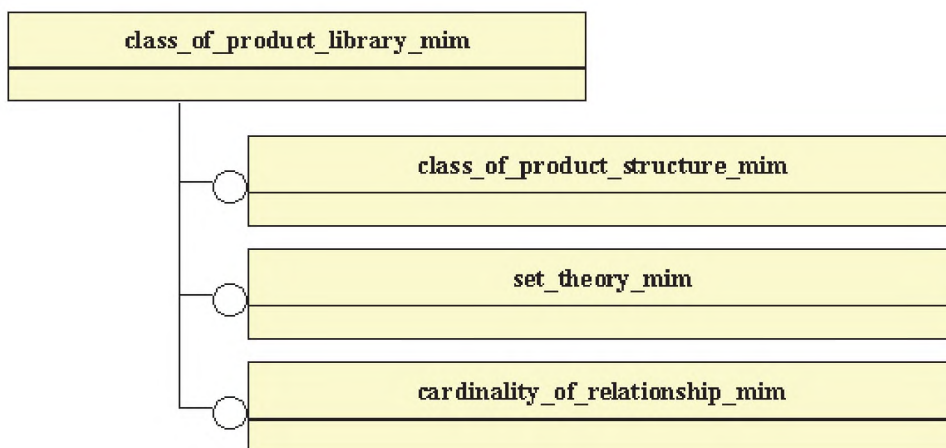 class_of_product_library_mim
class_of_product_structure_mim
set_theory_mim
cardinality_of_relationship_mim